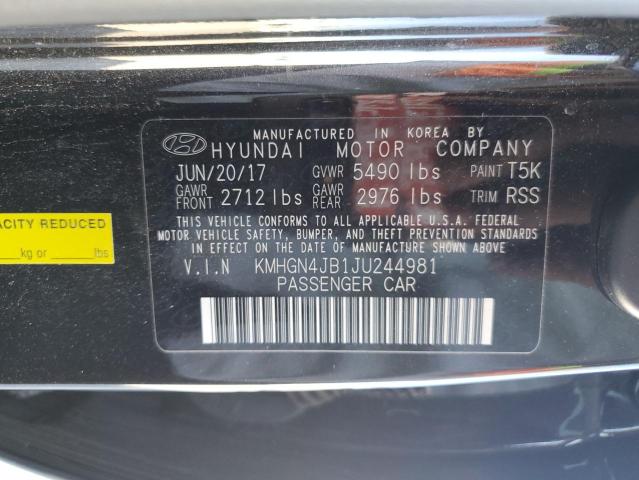 MANUFACTURED IN KOREA BY
HYUNDAI MOTOR COMPANY
JUN/20/17 GVWR 5490 lbs PAINT T5K
GAWR FRONT 2712 lbs GAWR REAR 2976 lbs TRIM RSS
THIS VEHICLE CONFORMS TO ALL APPLICABLE U.S.A. FEDERAL
MOTOR VEHICLE SAFETY, BUMPER, AND THEFT PREVENTION STANDARDS
IN EFFECT ON THE DATE OF MANUFACTURE SHOWN ABOVE.
V.I.N KMHGN4JB1JU244981
PASSENGER CAR
ACITY REDUCED
kg or lbs